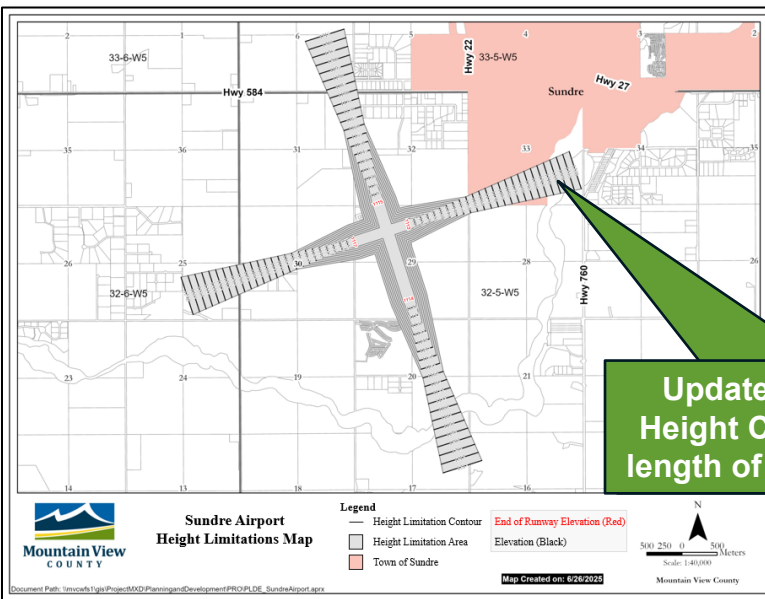 2
1
5
4
3
2
33-6-W5
Hwy 22
33-5-W5
Hwy 27
Hwy 584
Sundre
35
36
31
32
33
34
35
26
25
30
29
26
32-6-W5
32-5-W5
Hwy 760
23
24
20
21
14
13
17
16
1114
Update
Height C
length of
Mountain View
COUNTY
Sundre Airport
Height Limitations Map
Legend
Height Limitation Contour
Height Limitation Area
Town of Sundre
End of Runway Elevation (Red)
Elevation (Black)
Map Created on: 6/26/2025
N
500 250 0 500
Meters
Scale: 1:40,000
Mountain View County
Document Path: \\mvcwfs1\gis\ProjectMXD\PlanningandDevelopment\PRO\PLDE_SundreAirport.aprx